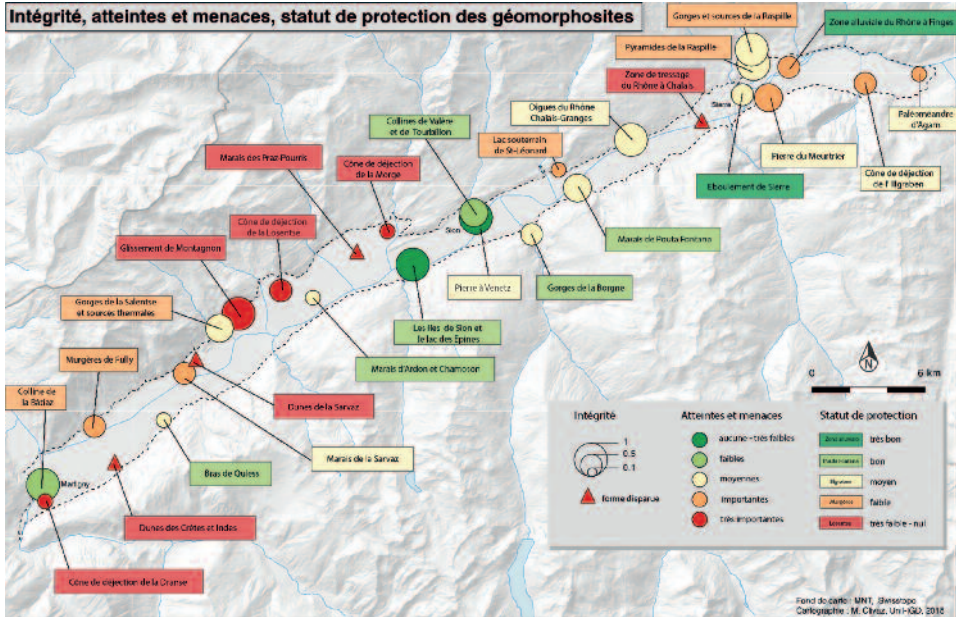 Intégrité, atteintes et menaces, statut de protection des géomorphosites
Gorges et sources de la Raspille
Zone alluviale du Rhône à Finges
Pyramides de la Raspille
Zone de tressage
du Rhône à Chalais
Sierre
Digues du Rhône
Chalais-Granges
Collines de Valère
et de Tourbillon
Lac souterrain
de St-Léonard
Paléoméandre
d'Agarn
Marais des Praz-Pourris
Cône de déjection
de la Morge
Pierre du Meurtrier
Cône de déjection
de l'Illgraben
Eboulement de Sierre
Cône de déjection
de la Losentse
Glissement de Montagnon
Sion
Marais de Pouta Fontana
Pierre à Venetz
Gorges de la Borgne
Gorges de la Salentse
et sources thermales
Les îles de Sion et
le lac des Epines
Murgères de Fully
Marais d'Ardon et Chamoson
Colline de
la Bâtiaz
Dunes de la Sarvaz
Marais de la Sarvaz
Bras de Quiess
Martigny
Dunes des Crêtes et Indes
Cône de déjection de la Dranse
N
0 6 km
Intégrité
1
0.5
0.1
forme disparue
Atteintes et menaces
aucune - très faibles
faibles
moyennes
importantes
très importantes
Statut de protection
très bon
bon
moyen
faible
très faible - nul
Fond de carte : MNT, Swisstopo
Cartographie : M. Clivaz, Unil-IGD, 2018